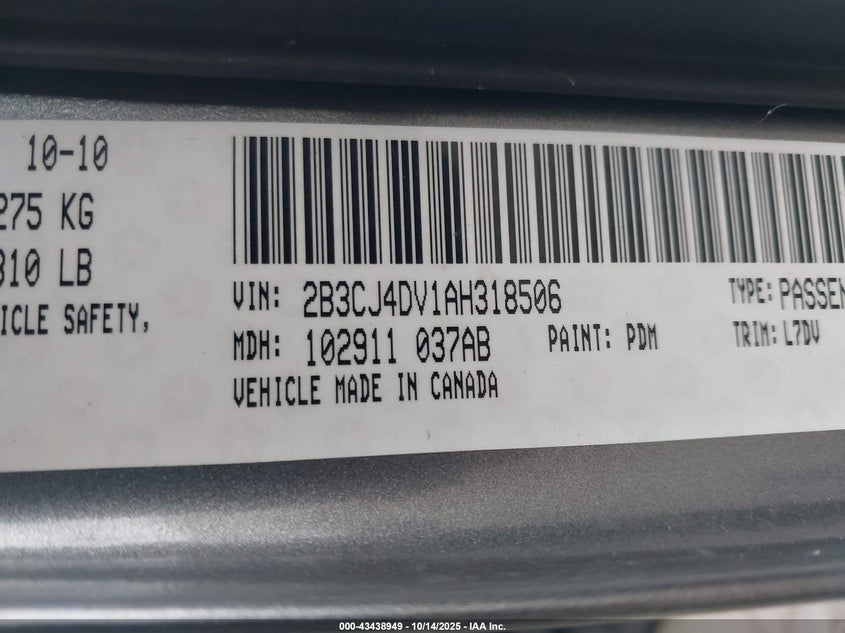 10-10
275 KG
310 LB
ICLE SAFETY,
VIN: 2B3CJ4DV1AH318506
TYPE: PASSEN
MDH: 102911 037AB
PAINT: PDM
TRIM: L7DV
VEHICLE MADE IN CANADA
000-43438949 - 10/14/2025 - IAA Inc.